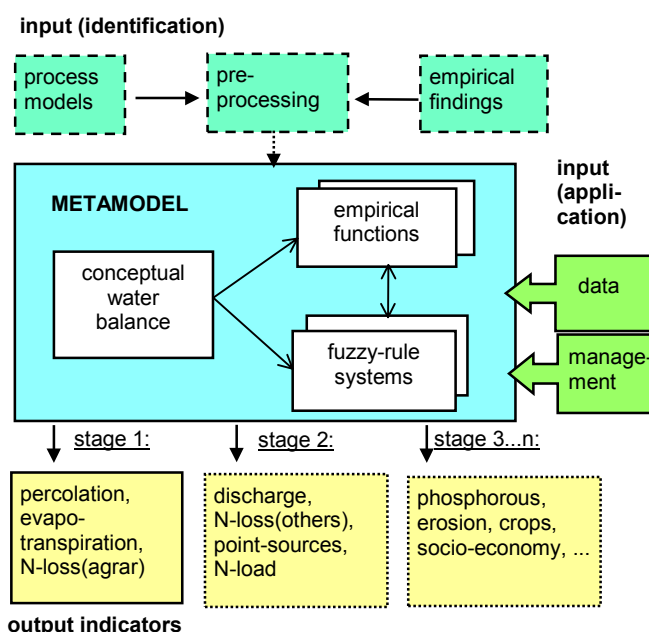 input (identification)
process
models
pre-
processing
empirical
findings
METAMODEL
empirical
functions
conceptual
water
balance
fuzzy-rule
systems
input
(appli-
cation)
data
manage-
ment
stage 1:
stage 2:
stage 3...n:
percolation,
evapo-
transpiration,
N-loss(agrar)
discharge,
N-loss(others),
point-sources,
N-load
phosphorous,
erosion, crops,
socio-economy, ...
output indicators